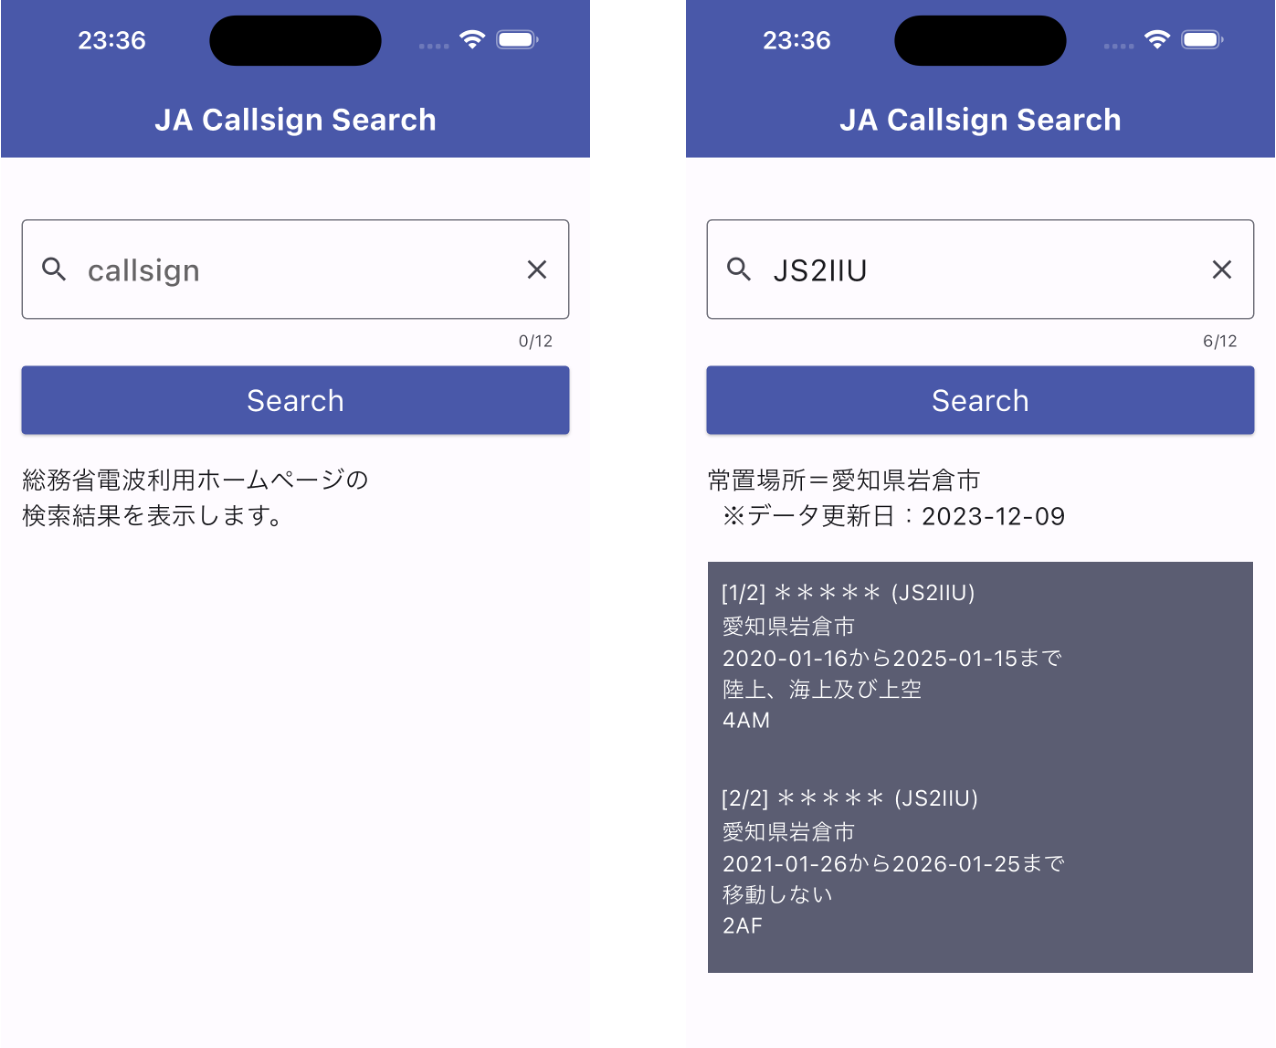 23:36
JA Callsign Search
callsign
0/12
Search
総務省電波利用ホームページの
検索結果を表示します。
23:36
JA Callsign Search
JS2IIU
6/12
Search
常置場所＝愛知県岩倉市
※データ更新日：2023-12-09
[1/2] ＊＊＊＊＊ (JS2IIU)
愛知県岩倉市
2020-01-16から2025-01-15まで
陸上、海上及び上空
4AM
[2/2] ＊＊＊＊＊ (JS2IIU)
愛知県岩倉市
2021-01-26から2026-01-25まで
移動しない
2AF